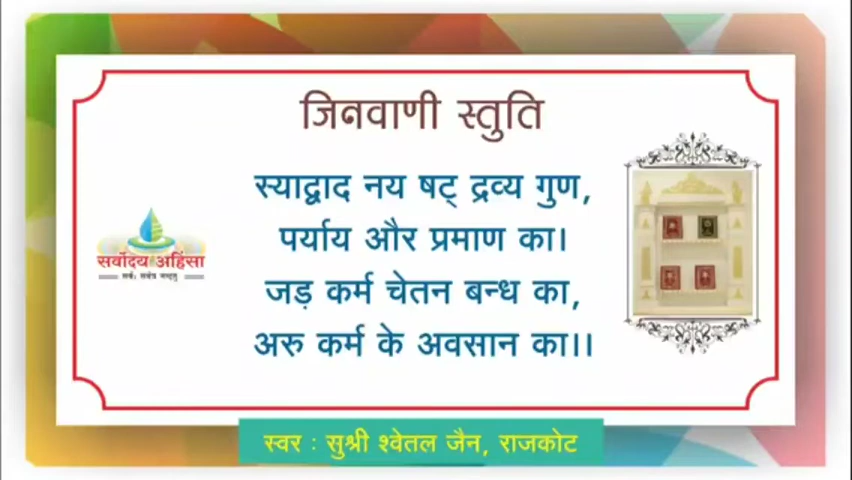 जिनवाणी स्तुति
स्याद्वाद नय षट् द्रव्य गुण,
पर्याय और प्रमाण का।
जड़ कर्म चेतन बन्ध का,
अरु कर्म के अवसान का।।
सर्वोदय अहिंसा
स्वर : सुश्री श्वेतल जैन, राजकोट